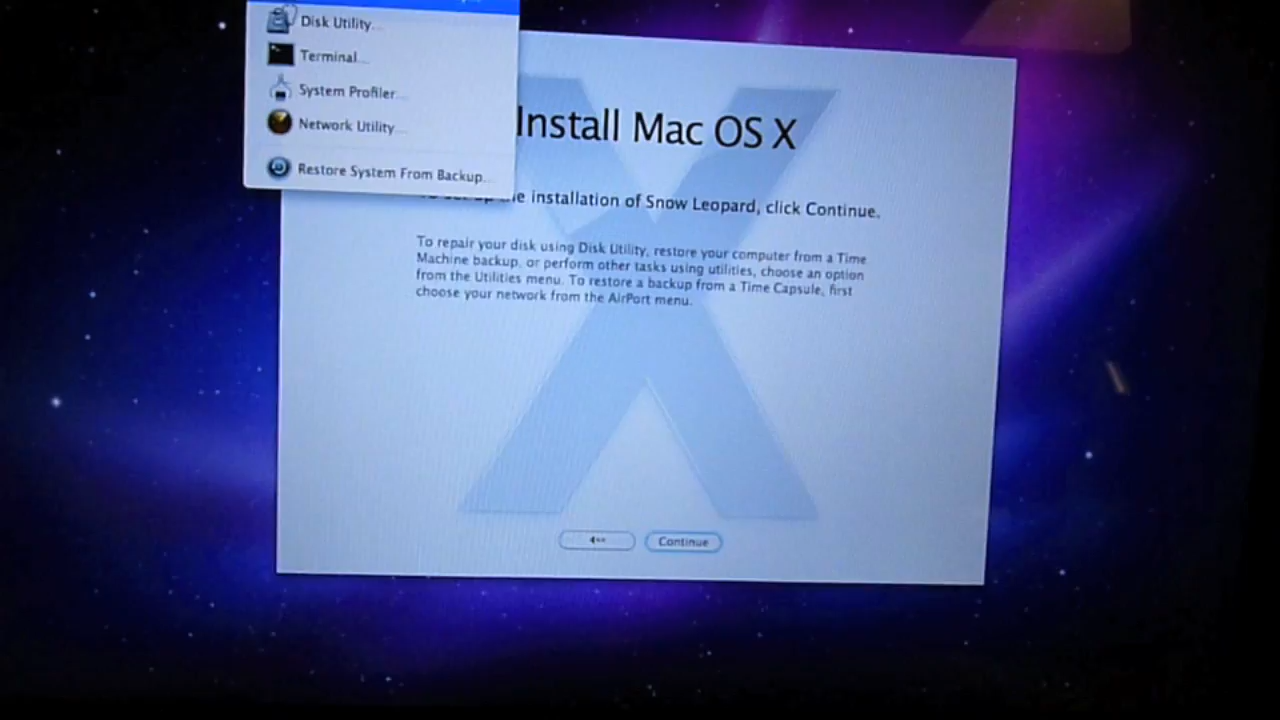 Disk Utility...
Terminal...
System Profiler...
Network Utility...
Restore System From Backup...
Install Mac OS X
the installation of Snow Leopard, click Continue.
To repair your disk using Disk Utility, restore your computer from a Time
Machine backup, or perform other tasks using utilities, choose an option
from the Utilities menu. To restore a backup from a Time Capsule, first
choose your network from the AirPort menu.
Continue